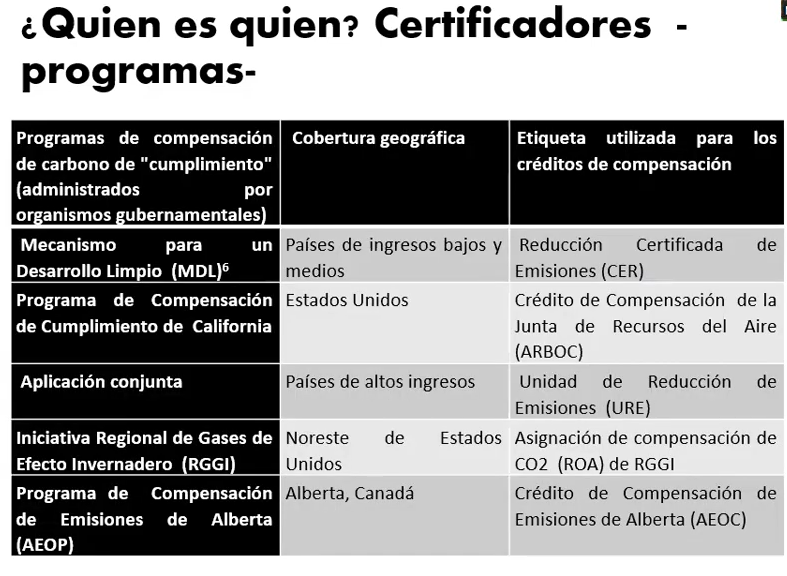 ¿Quien es quien? Certificadores -
programas-
Programas de compensación
de carbono de "cumplimiento"
(administrados por
organismos gubernamentales)
Cobertura geográfica
Etiqueta utilizada para los
créditos de compensación
Mecanismo para un
Desarrollo Limpio (MDL)⁶
Países de ingresos bajos y
medios
Reducción Certificada de
Emisiones (CER)
Programa de Compensación
de Cumplimiento de California
Estados Unidos
Crédito de Compensación de la
Junta de Recursos del Aire
(ARBOC)
Aplicación conjunta
Países de altos ingresos
Unidad de Reducción de
Emisiones (URE)
Iniciativa Regional de Gases de
Efecto Invernadero (RGGI)
Noreste de Estados
Unidos
Asignación de compensación de
CO2 (ROA) de RGGI
Programa de Compensación
de Emisiones de Alberta
(AEOP)
Alberta, Canadá
Crédito de Compensación de
Emisiones de Alberta (AEOC)